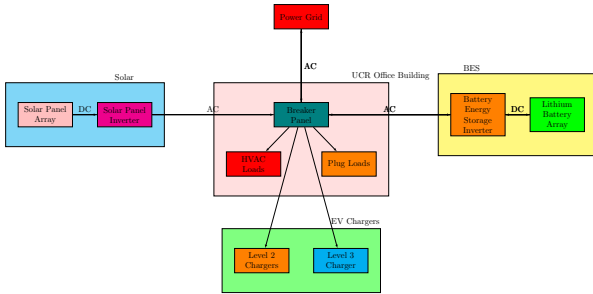 Power Grid
AC
Solar
UCR Office Building
BES
Solar Panel
Array
DC
Solar Panel
Inverter
AC
Breaker
Panel
AC
Battery
Energy
Storage
Inverter
DC
Lithium
Battery
Array
HVAC
Loads
Plug Loads
EV Chargers
Level 2
Chargers
Level 3
Charger